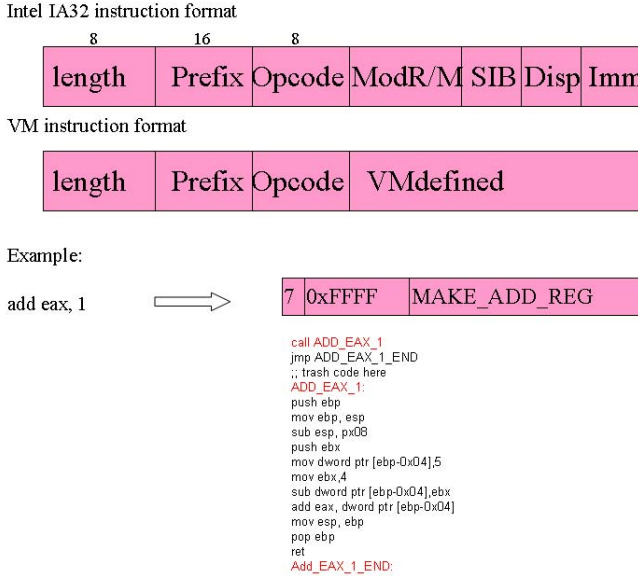 Intel IA32 instruction format
8 16 8
length Prefix Opcode ModR/M SIB Disp Imm
VM instruction format
length Prefix Opcode VMdefined
Example:
add eax, 1
7 0xFFFF MAKE_ADD_REG
call ADD_EAX_1
jmp ADD_EAX_1_END
;; trash code here
ADD_EAX_1:
push ebp
mov ebp, esp
sub esp, px08
push ebx
mov dword ptr [ebp-0x04],5
mov ebx,4
sub dword ptr [ebp-0x04],ebx
add eax, dword ptr [ebp-0x04]
mov esp, ebp
pop ebp
ret
Add_EAX_1_END: